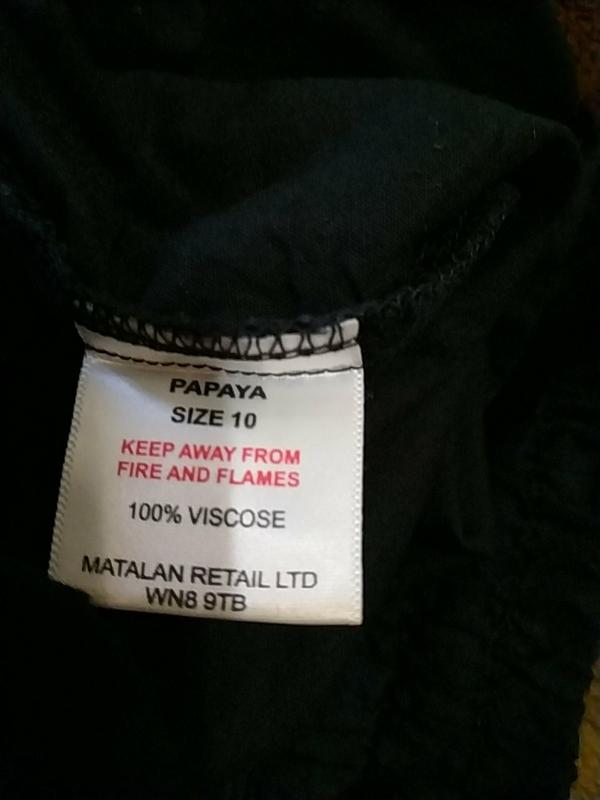 PAPAYA
SIZE 10
KEEP AWAY FROM
FIRE AND FLAMES
100% VISCOSE
MATALAN RETAIL LTD
WN8 9TB